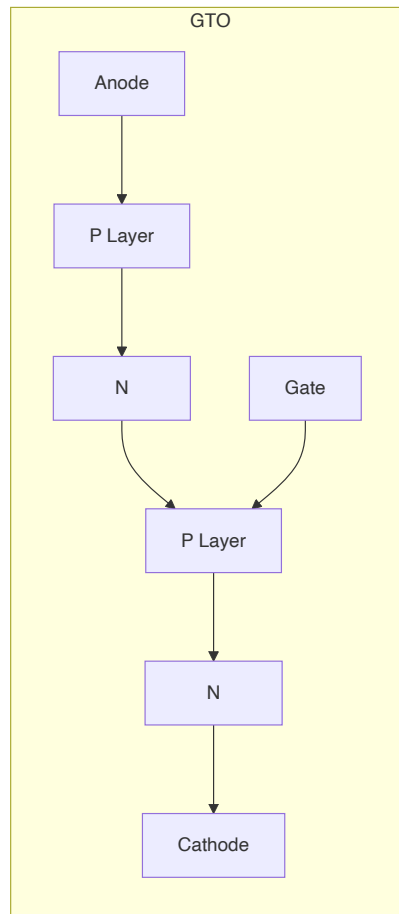 GTO
Anode
P Layer
N
Gate
P Layer
N
Cathode